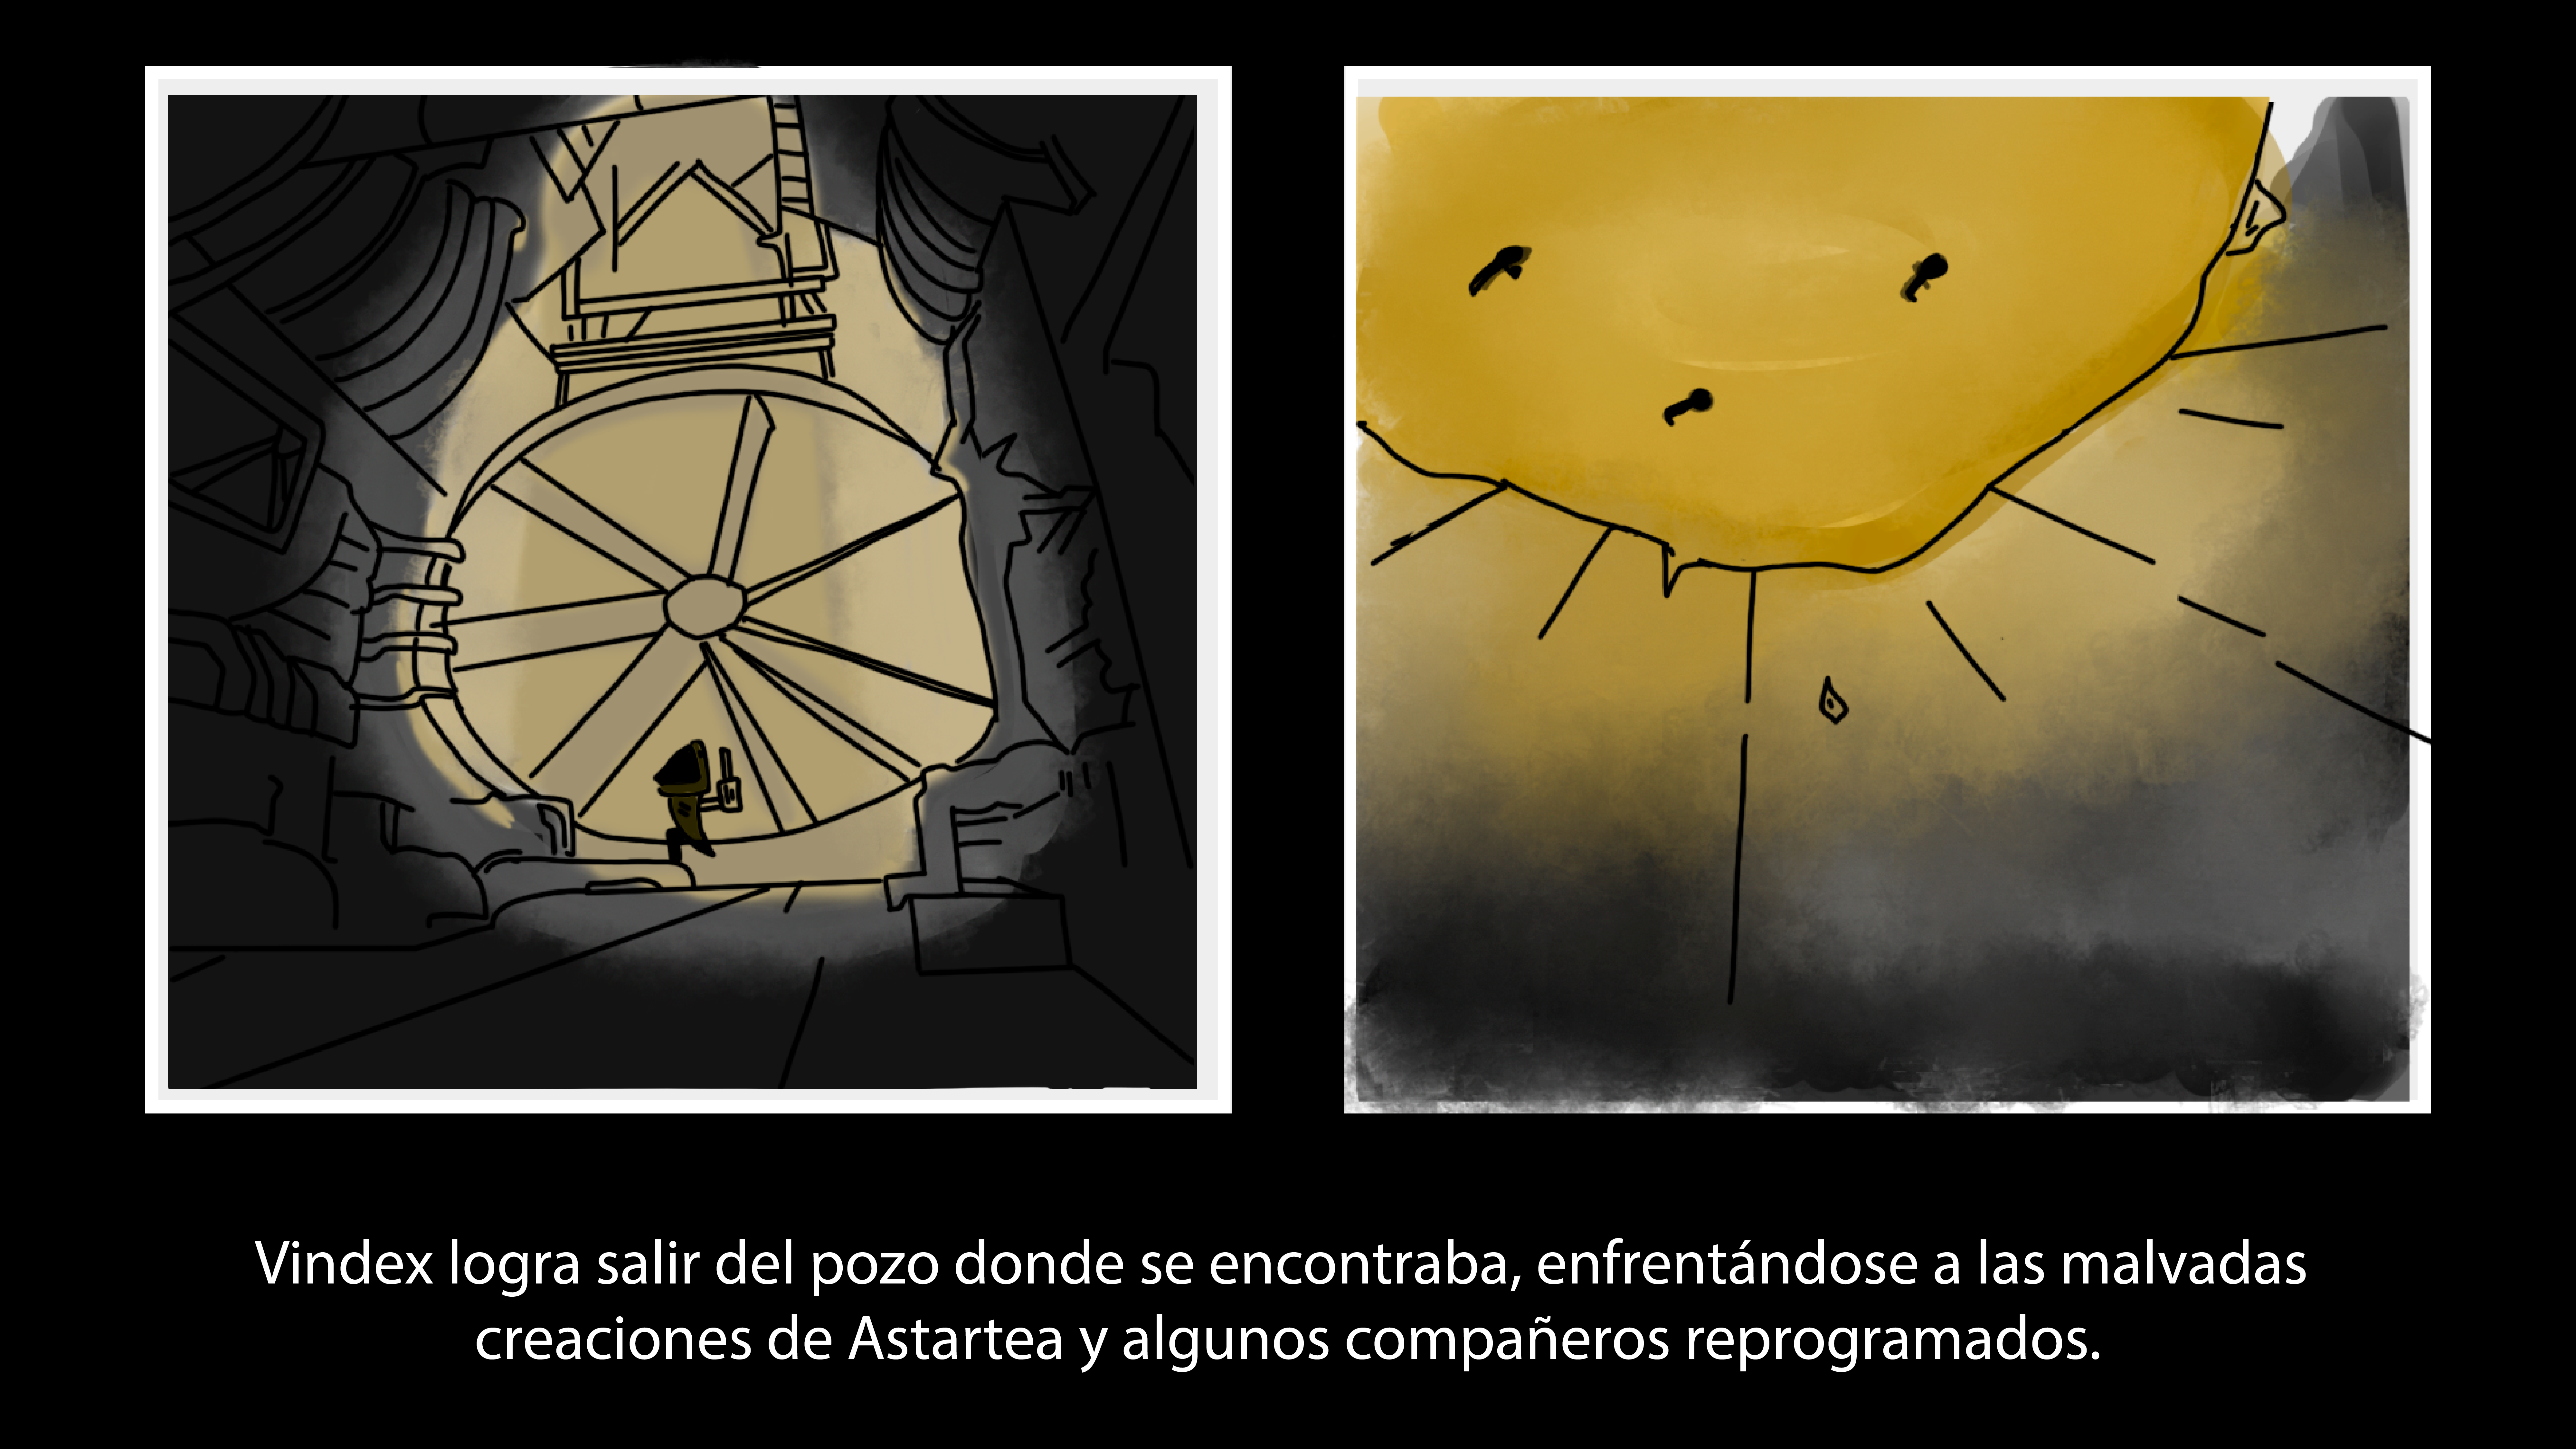 Vindex logra salir del pozo donde se encontraba, enfrentándose a las malvadas
creaciones de Astartea y algunos compañeros reprogramados.